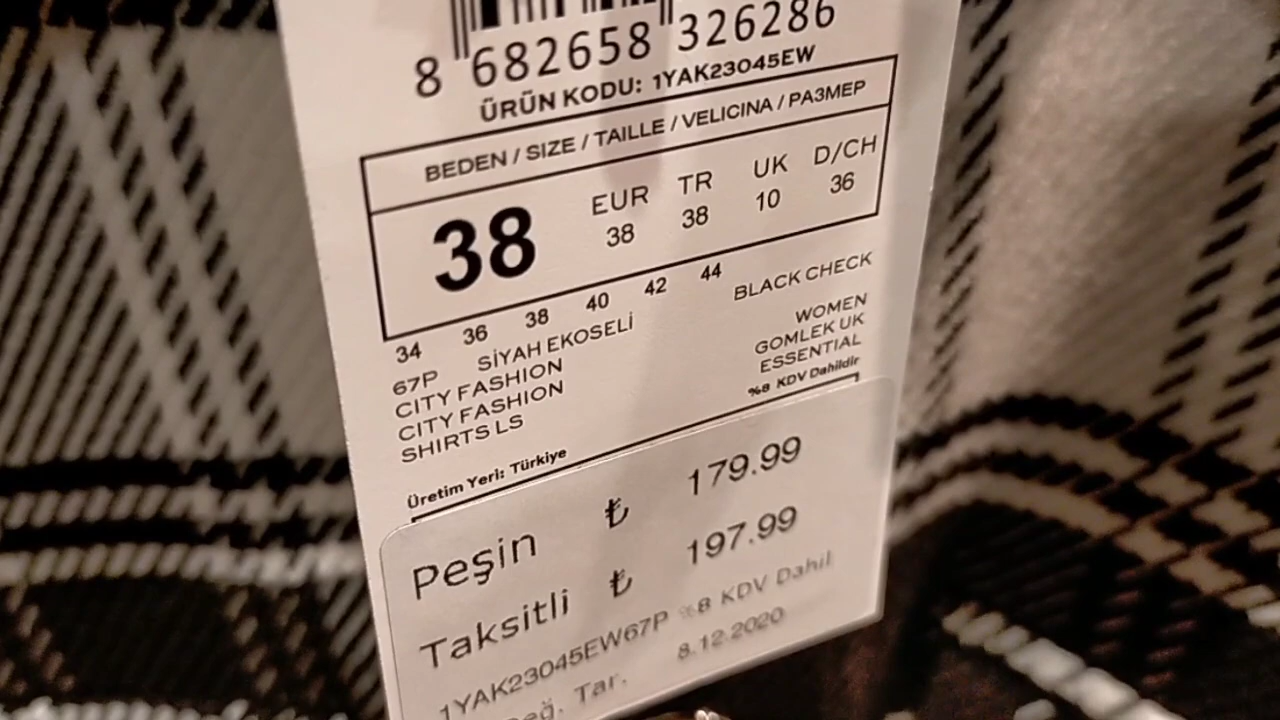 8 682658 326286
ÜRÜN KODU: 1YAK23045EW
BEDEN / SIZE / TAILLE / VELICINA / РАЗМЕР
38 EUR TR UK D/CH
38 38 10 36
34 36 38 40 42 44
67P SİYAH EKOSELİ BLACK CHECK
CITY FASHION WOMEN
CITY FASHION GOMLEK UK
SHIRTS LS ESSENTIAL
Üretim Yeri: Türkiye %8 KDV Dahildir
Peşin ₺ 179.99
Taksitli ₺ 197.99
1YAK23045EW67P %8 KDV Dahil
Tar. 8.12.2020